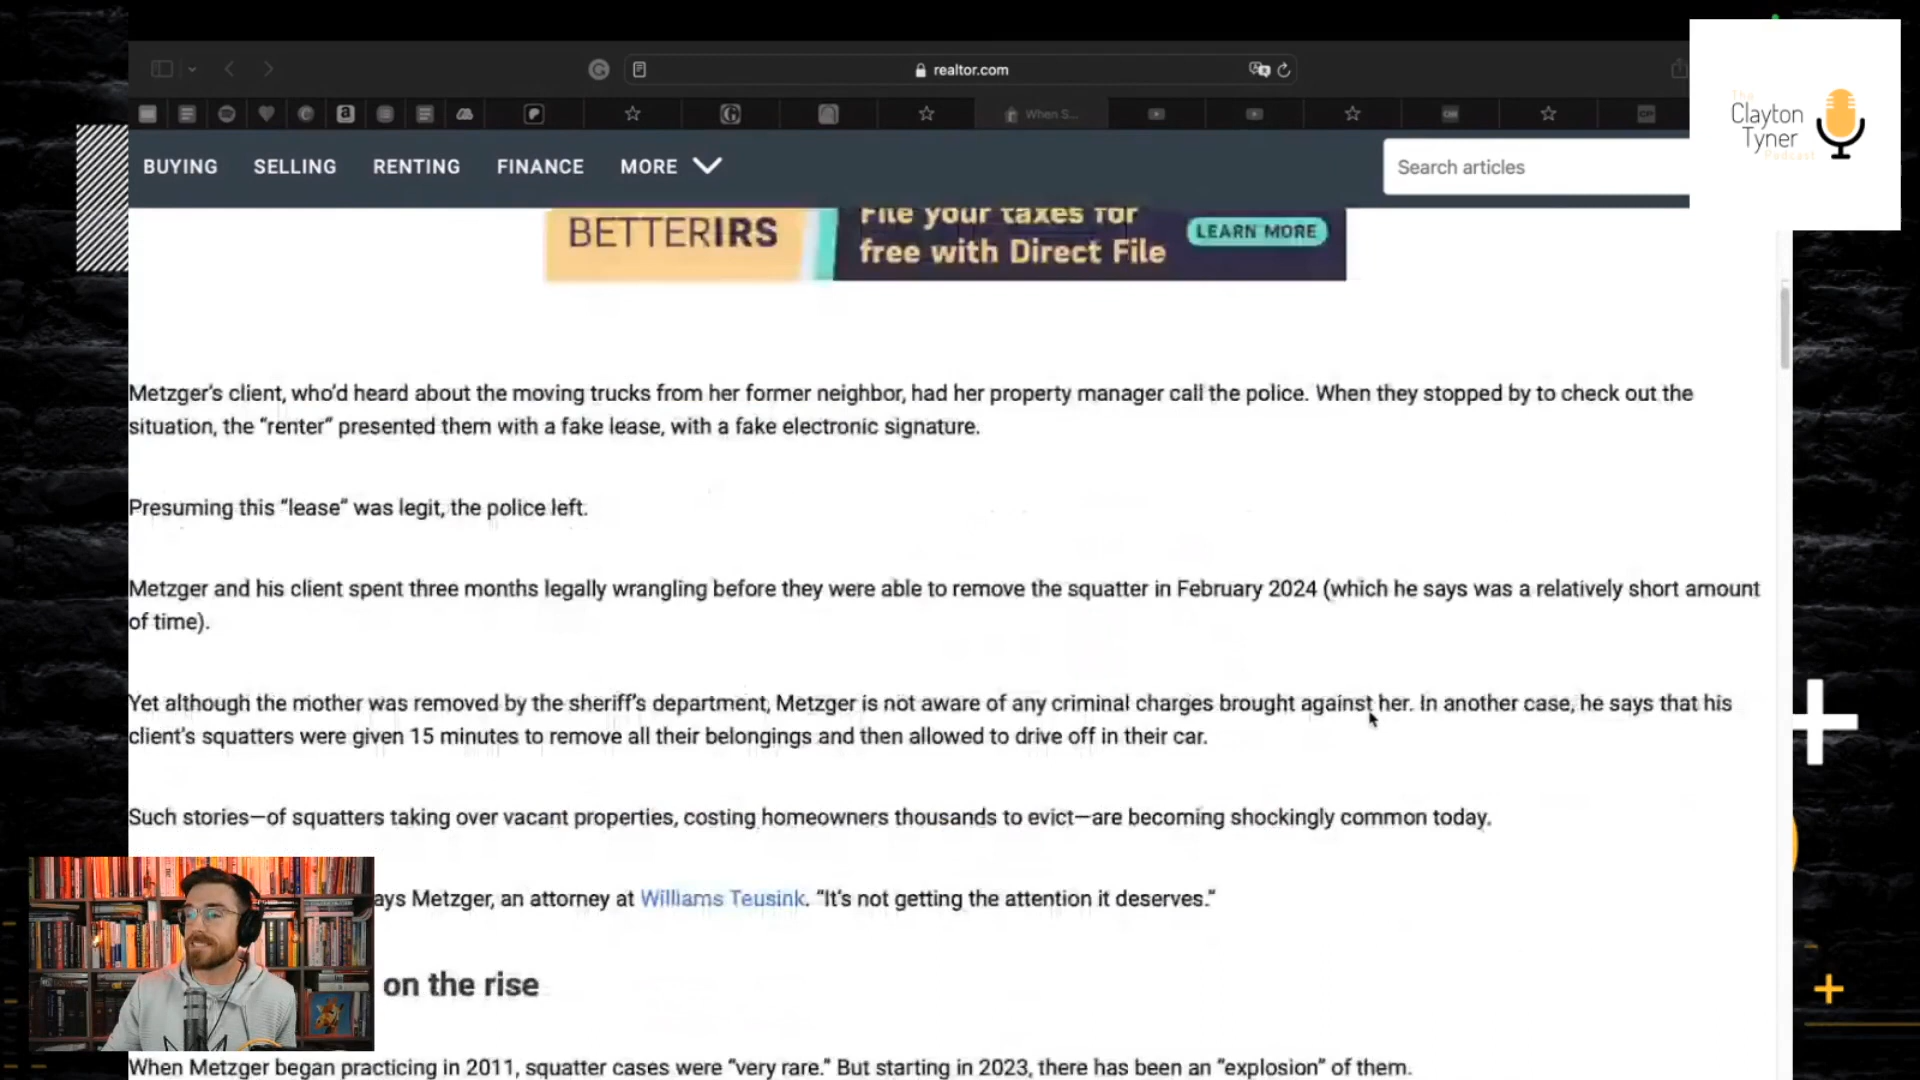 realtor.com
When S...
The
Clayton
Tyner
Podcast
BUYING SELLING RENTING FINANCE MORE
Search articles
BETTERIRS
File your taxes for
free with Direct File
LEARN MORE
Metzger’s client, who’d heard about the moving trucks from her former neighbor, had her property manager call the police. When they stopped by to check out the
situation, the “renter” presented them with a fake lease, with a fake electronic signature.
Presuming this “lease” was legit, the police left.
Metzger and his client spent three months legally wrangling before they were able to remove the squatter in February 2024 (which he says was a relatively short amount
of time).
Yet although the mother was removed by the sheriff’s department, Metzger is not aware of any criminal charges brought against her. In another case, he says that his
client’s squatters were given 15 minutes to remove all their belongings and then allowed to drive off in their car.
Such stories—of squatters taking over vacant properties, costing homeowners thousands to evict—are becoming shockingly common today.
ays Metzger, an attorney at Williams Teusink. “It’s not getting the attention it deserves.”
on the rise
When Metzger began practicing in 2011, squatter cases were “very rare.” But starting in 2023, there has been an “explosion” of them.